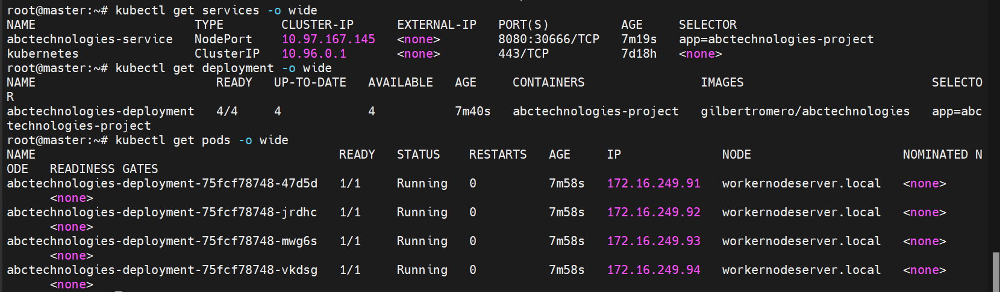 root@master:~# kubectl get services -o wide
NAME                      TYPE        CLUSTER-IP      EXTERNAL-IP   PORT(S)          AGE     SELECTOR
abctechnologies-service   NodePort    10.97.167.145   <none>        8080:30666/TCP   7m19s   app=abctechnologies-project
kubernetes                ClusterIP   10.96.0.1       <none>        443/TCP          7d18h   <none>
root@master:~# kubectl get deployment -o wide
NAME                         READY   UP-TO-DATE   AVAILABLE   AGE     CONTAINERS                IMAGES                          SELECTO
R
abctechnologies-deployment   4/4     4            4           7m40s   abctechnologies-project   gilbertromero/abctechnologies   app=abc
technologies-project
root@master:~# kubectl get pods -o wide
NAME                                          READY   STATUS    RESTARTS   AGE     IP              NODE                     NOMINATED N
ODE   READINESS GATES
abctechnologies-deployment-75fcf78748-47d5d   1/1     Running   0          7m58s   172.16.249.91   workernodeserver.local   <none>
      <none>
abctechnologies-deployment-75fcf78748-jrdhc   1/1     Running   0          7m58s   172.16.249.92   workernodeserver.local   <none>
      <none>
abctechnologies-deployment-75fcf78748-mwg6s   1/1     Running   0          7m58s   172.16.249.93   workernodeserver.local   <none>
      <none>
abctechnologies-deployment-75fcf78748-vkdsg   1/1     Running   0          7m58s   172.16.249.94   workernodeserver.local   <none>
      <none>